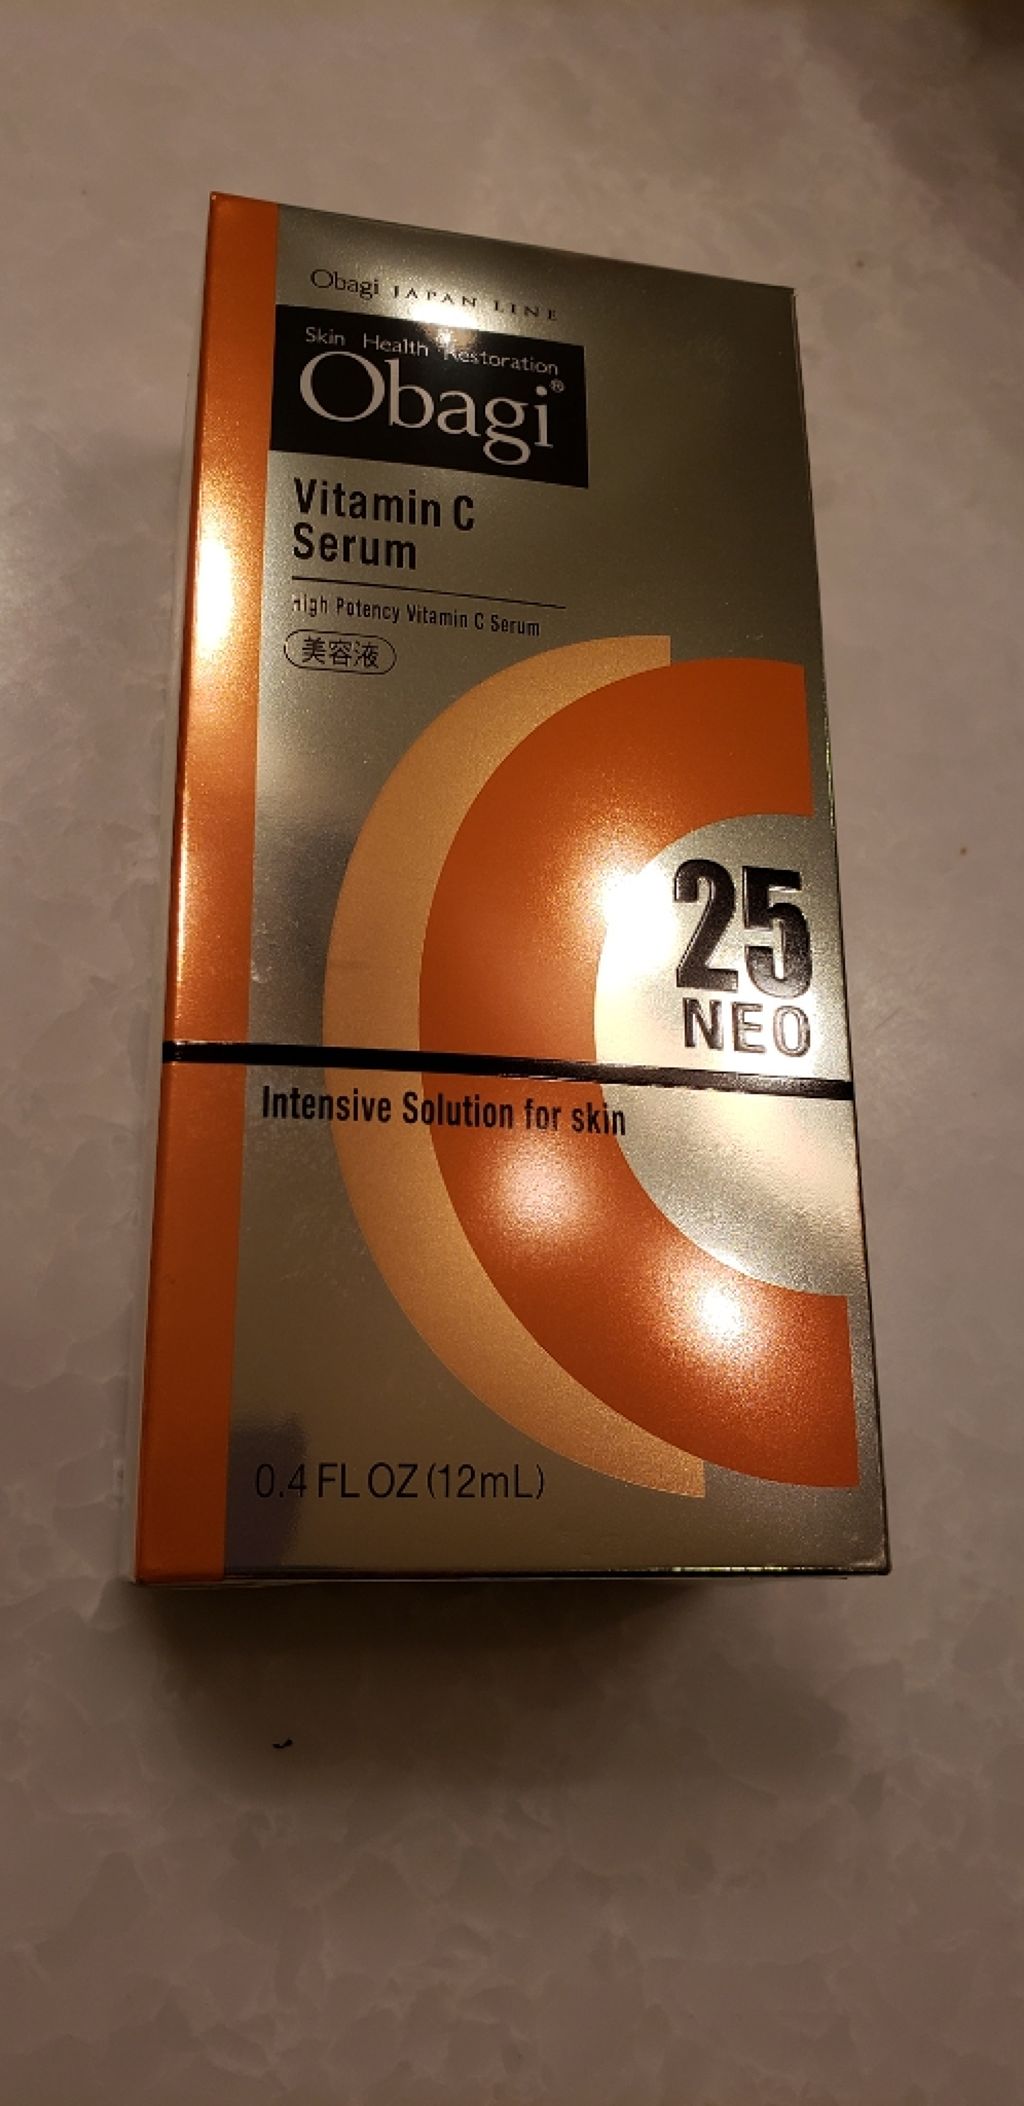 Obagi JAPAN LINE
Skin Health Restoration
Obagi®
Vitamin C
Serum
High Potency Vitamin C Serum
美容液
25
NEO
Intensive Solution for skin
0.4 FL OZ (12mL)